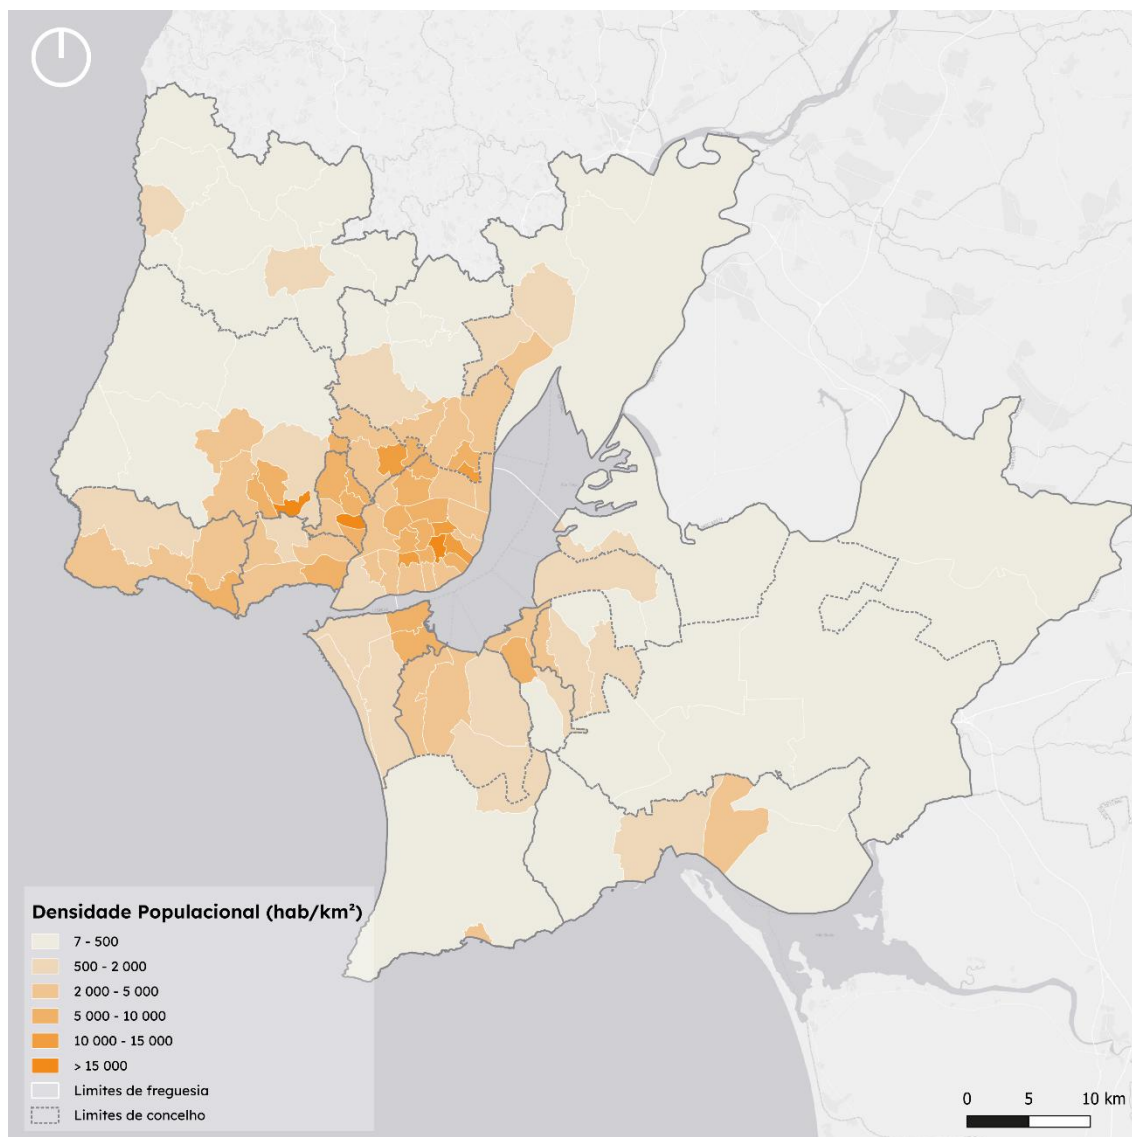 Densidade Populacional (hab/km²)
7 - 500
500 - 2 000
2 000 - 5 000
5 000 - 10 000
10 000 - 15 000
> 15 000
Limites de freguesia
Limites de concelho
0 5 10 km